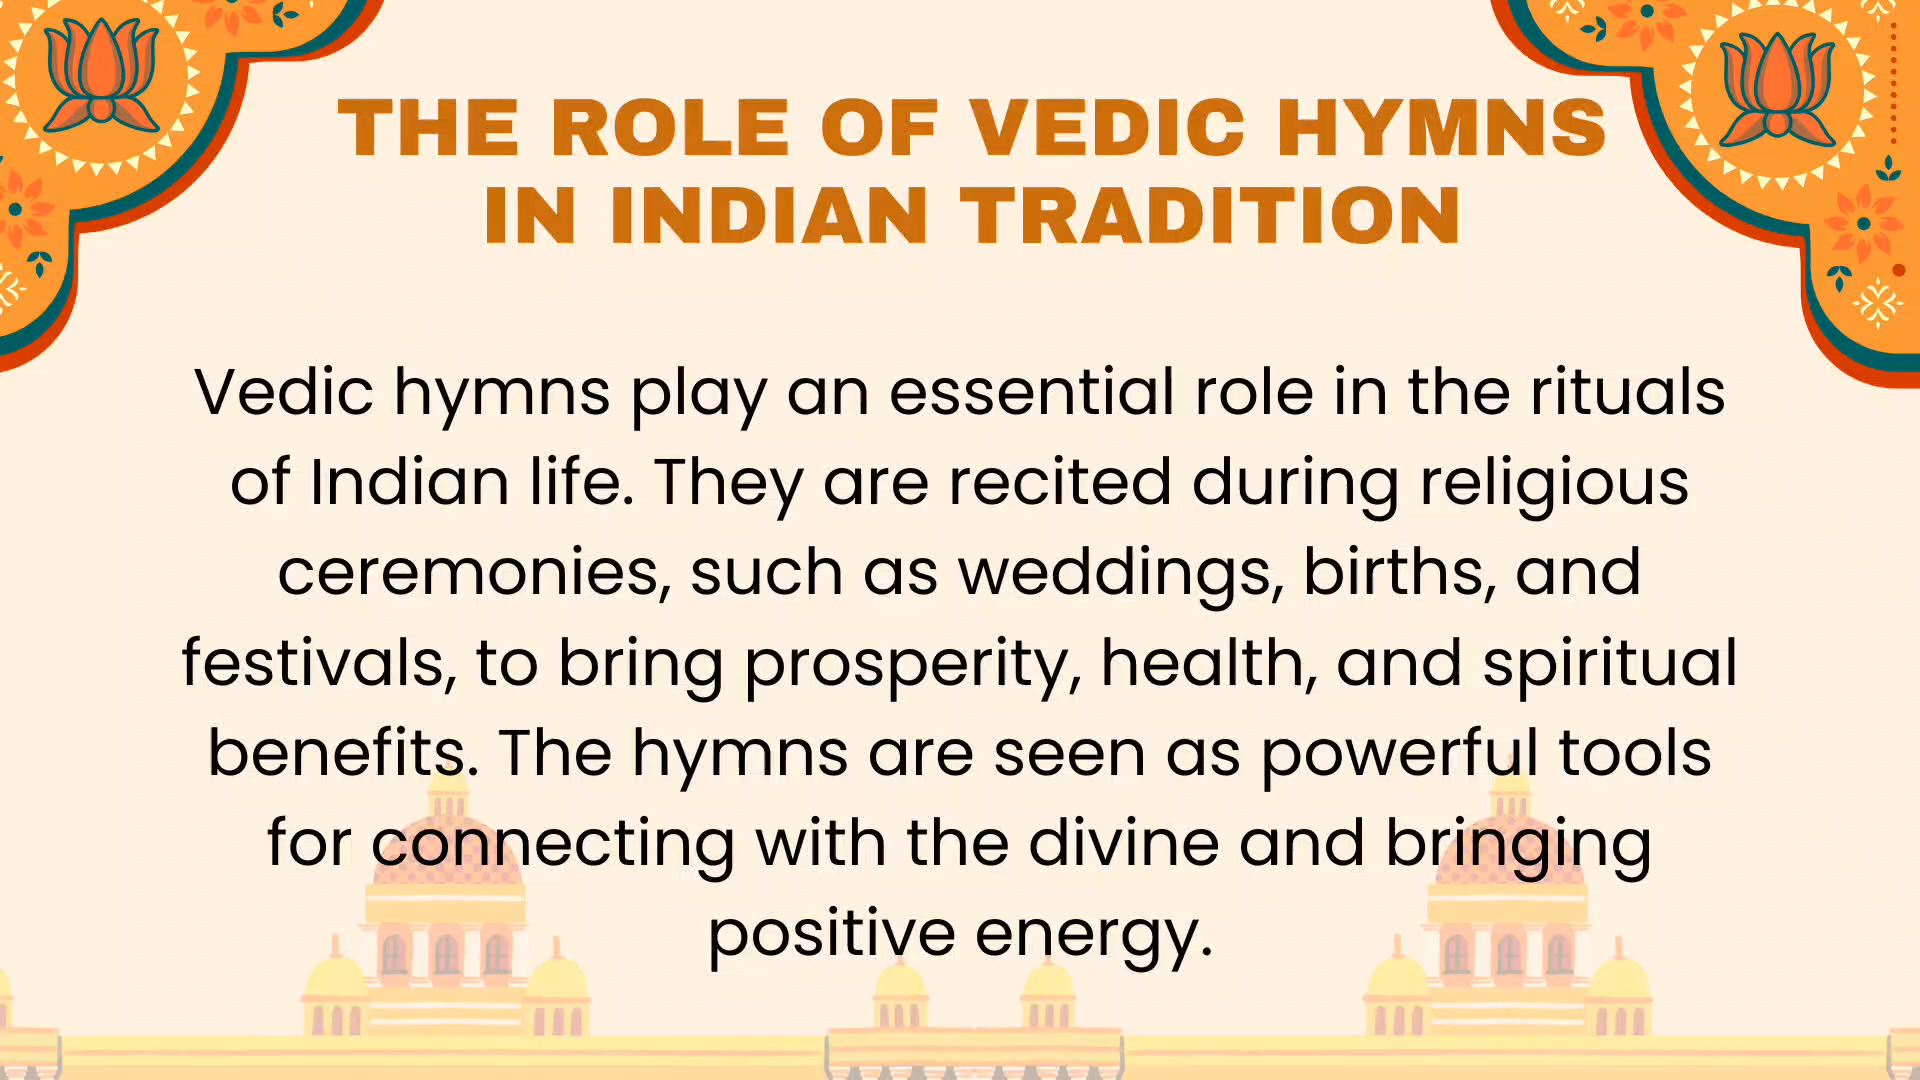 THE ROLE OF VEDIC HYMNS
IN INDIAN TRADITION
Vedic hymns play an essential role in the rituals
of Indian life. They are recited during religious
ceremonies, such as weddings, births, and
festivals, to bring prosperity, health, and spiritual
benefits. The hymns are seen as powerful tools
for connecting with the divine and bringing
positive energy.